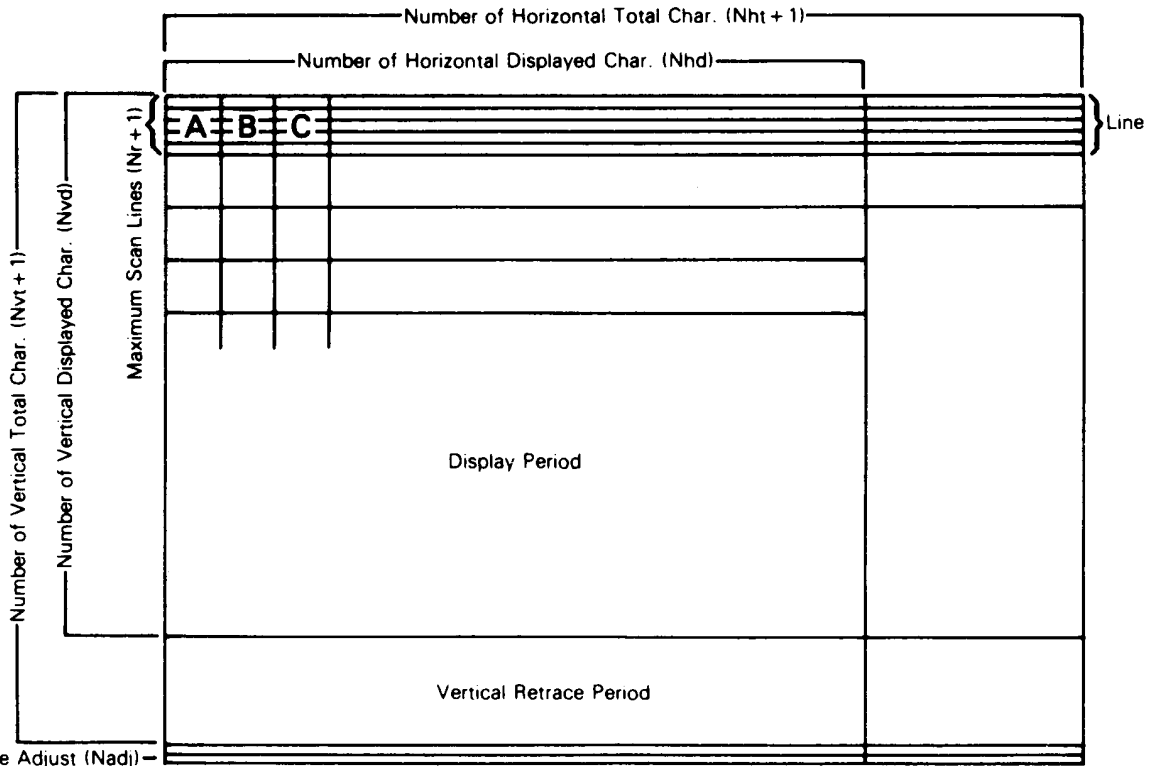 Number of Horizontal Total Char. (Nht + 1)
Number of Horizontal Displayed Char. (Nhd)
Number of Vertical Total Char. (Nvt + 1)
Number of Vertical Displayed Char. (Nvd)
Maximum Scan Lines (Nr + 1)
A B C
Line
Display Period
Vertical Retrace Period
Adjust (Nadj)